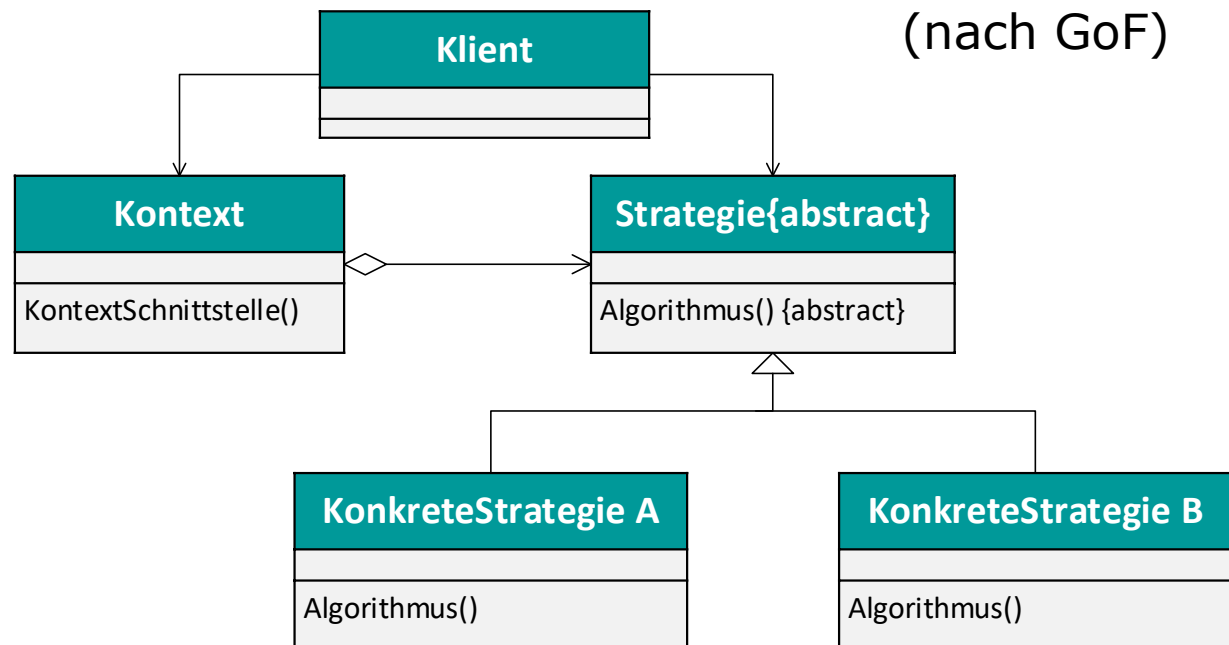 (nach GoF)
Klient
Kontext
KontextSchnittstelle()
Strategie{abstract}
Algorithmus() {abstract}
KonkreteStrategie A
Algorithmus()
KonkreteStrategie B
Algorithmus()